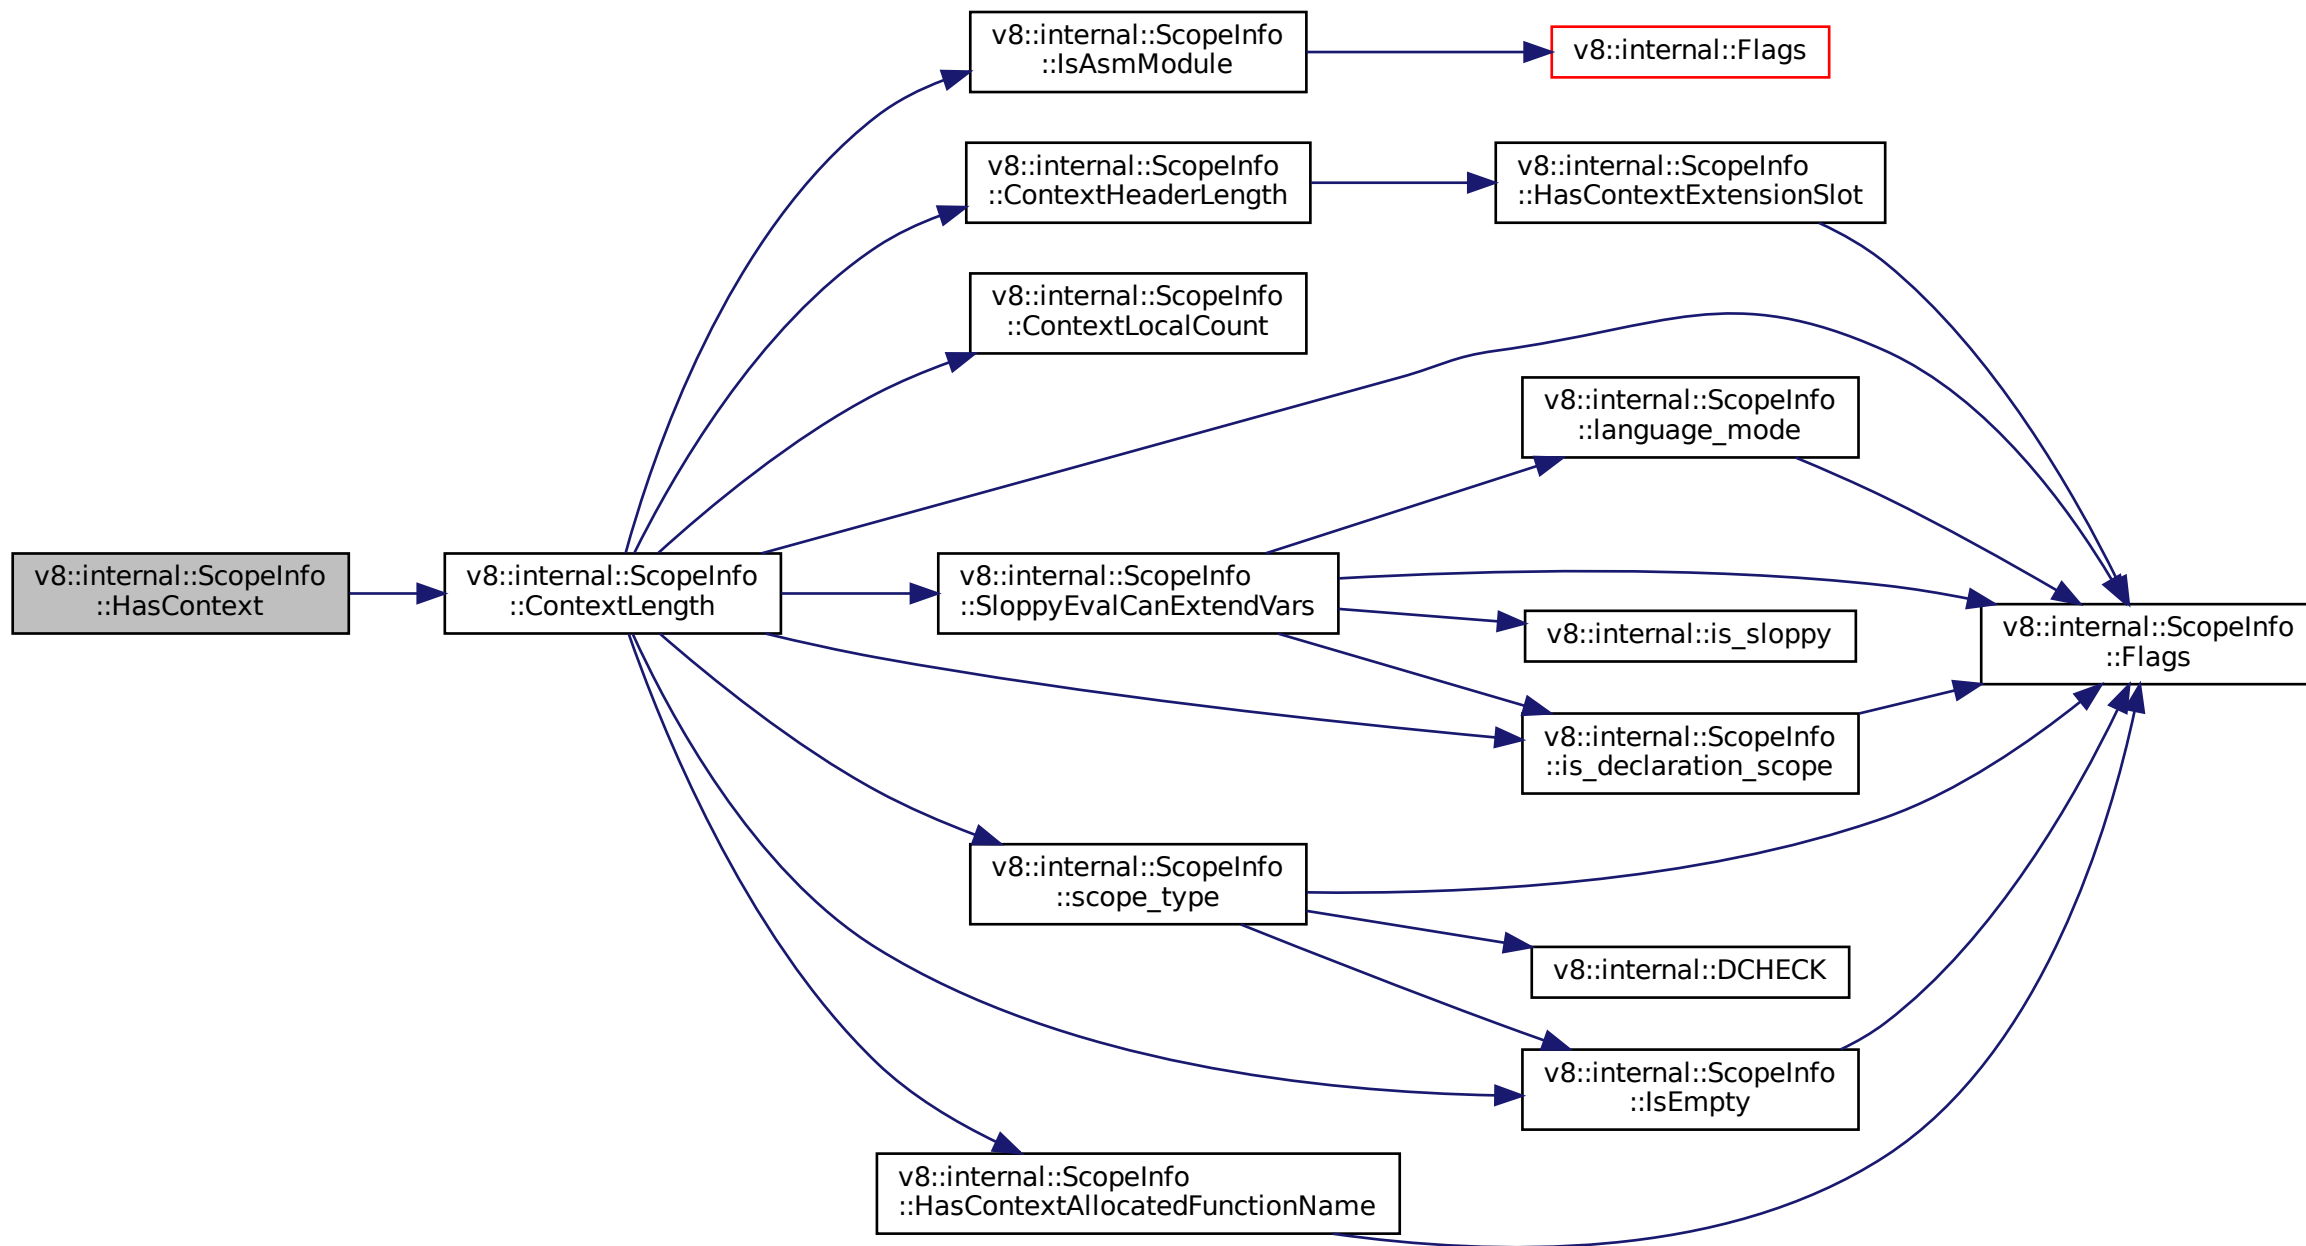 v8::internal::ScopeInfo
::HasContext
v8::internal::ScopeInfo
::ContextLength
v8::internal::ScopeInfo
::IsAsmModule
v8::internal::Flags
v8::internal::ScopeInfo
::ContextHeaderLength
v8::internal::ScopeInfo
::HasContextExtensionSlot
v8::internal::ScopeInfo
::ContextLocalCount
v8::internal::ScopeInfo
::language_mode
v8::internal::ScopeInfo
::SloppyEvalCanExtendVars
v8::internal::is_sloppy
v8::internal::ScopeInfo
::Flags
v8::internal::ScopeInfo
::is_declaration_scope
v8::internal::ScopeInfo
::scope_type
v8::internal::DCHECK
v8::internal::ScopeInfo
::IsEmpty
v8::internal::ScopeInfo
::HasContextAllocatedFunctionName